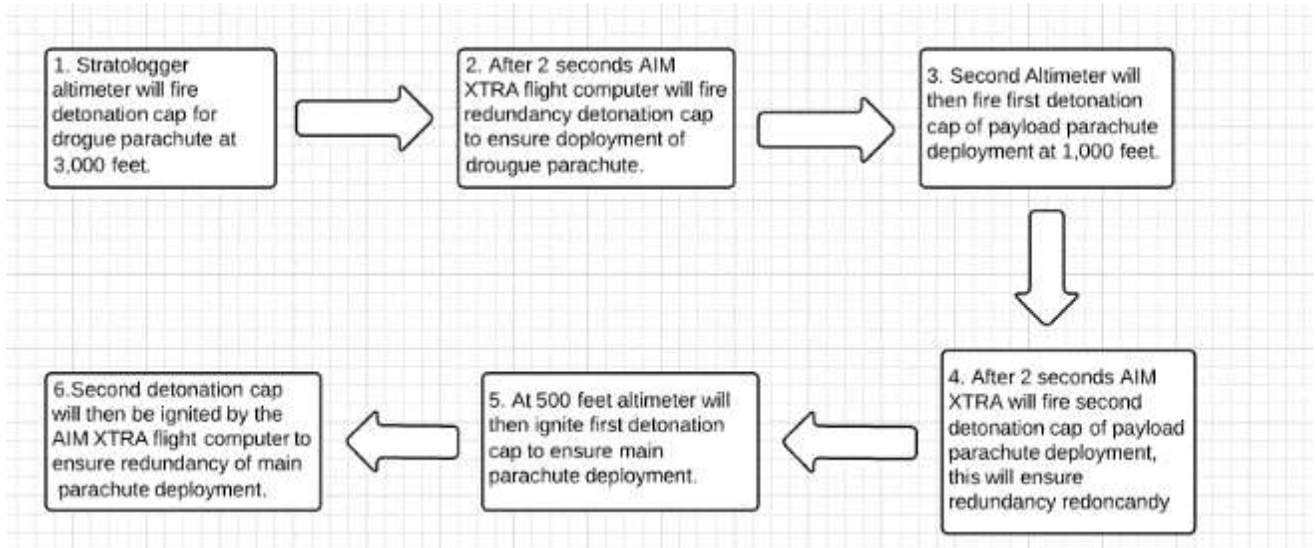 1. Stratologger
altimeter will fire
detonation cap for
drogue parachute at
3,000 feet.
2. After 2 seconds AIM
XTRA flight computer will fire
redundancy detonation cap
to ensure doployment of
drougue parachute.
3. Second Altimeter will
then fire first detonation
cap of payload parachute
deployment at 1,000 feet.
4. After 2 seconds AIM
XTRA will fire second
detonation cap of payload
parachute deployment,
this will ensure
redundancy redoncandy
5. At 500 feet altimeter will
then ignite first detonation
cap to ensure main
parachute deployment.
6.Second detonation cap
will then be ignited by the
AIM XTRA flight computer to
ensure redundancy of main
parachute deployment.